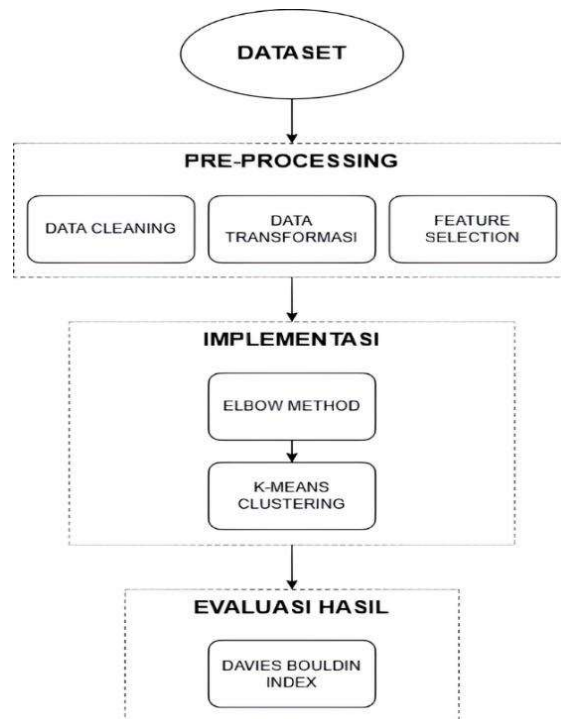 DATASET
PRE-PROCESSING
DATA CLEANING
DATA
TRANSFORMASI
FEATURE
SELECTION
IMPLEMENTASI
ELBOW METHOD
K-MEANS
CLUSTERING
EVALUASI HASIL
DAVIES BOULDIN
INDEX